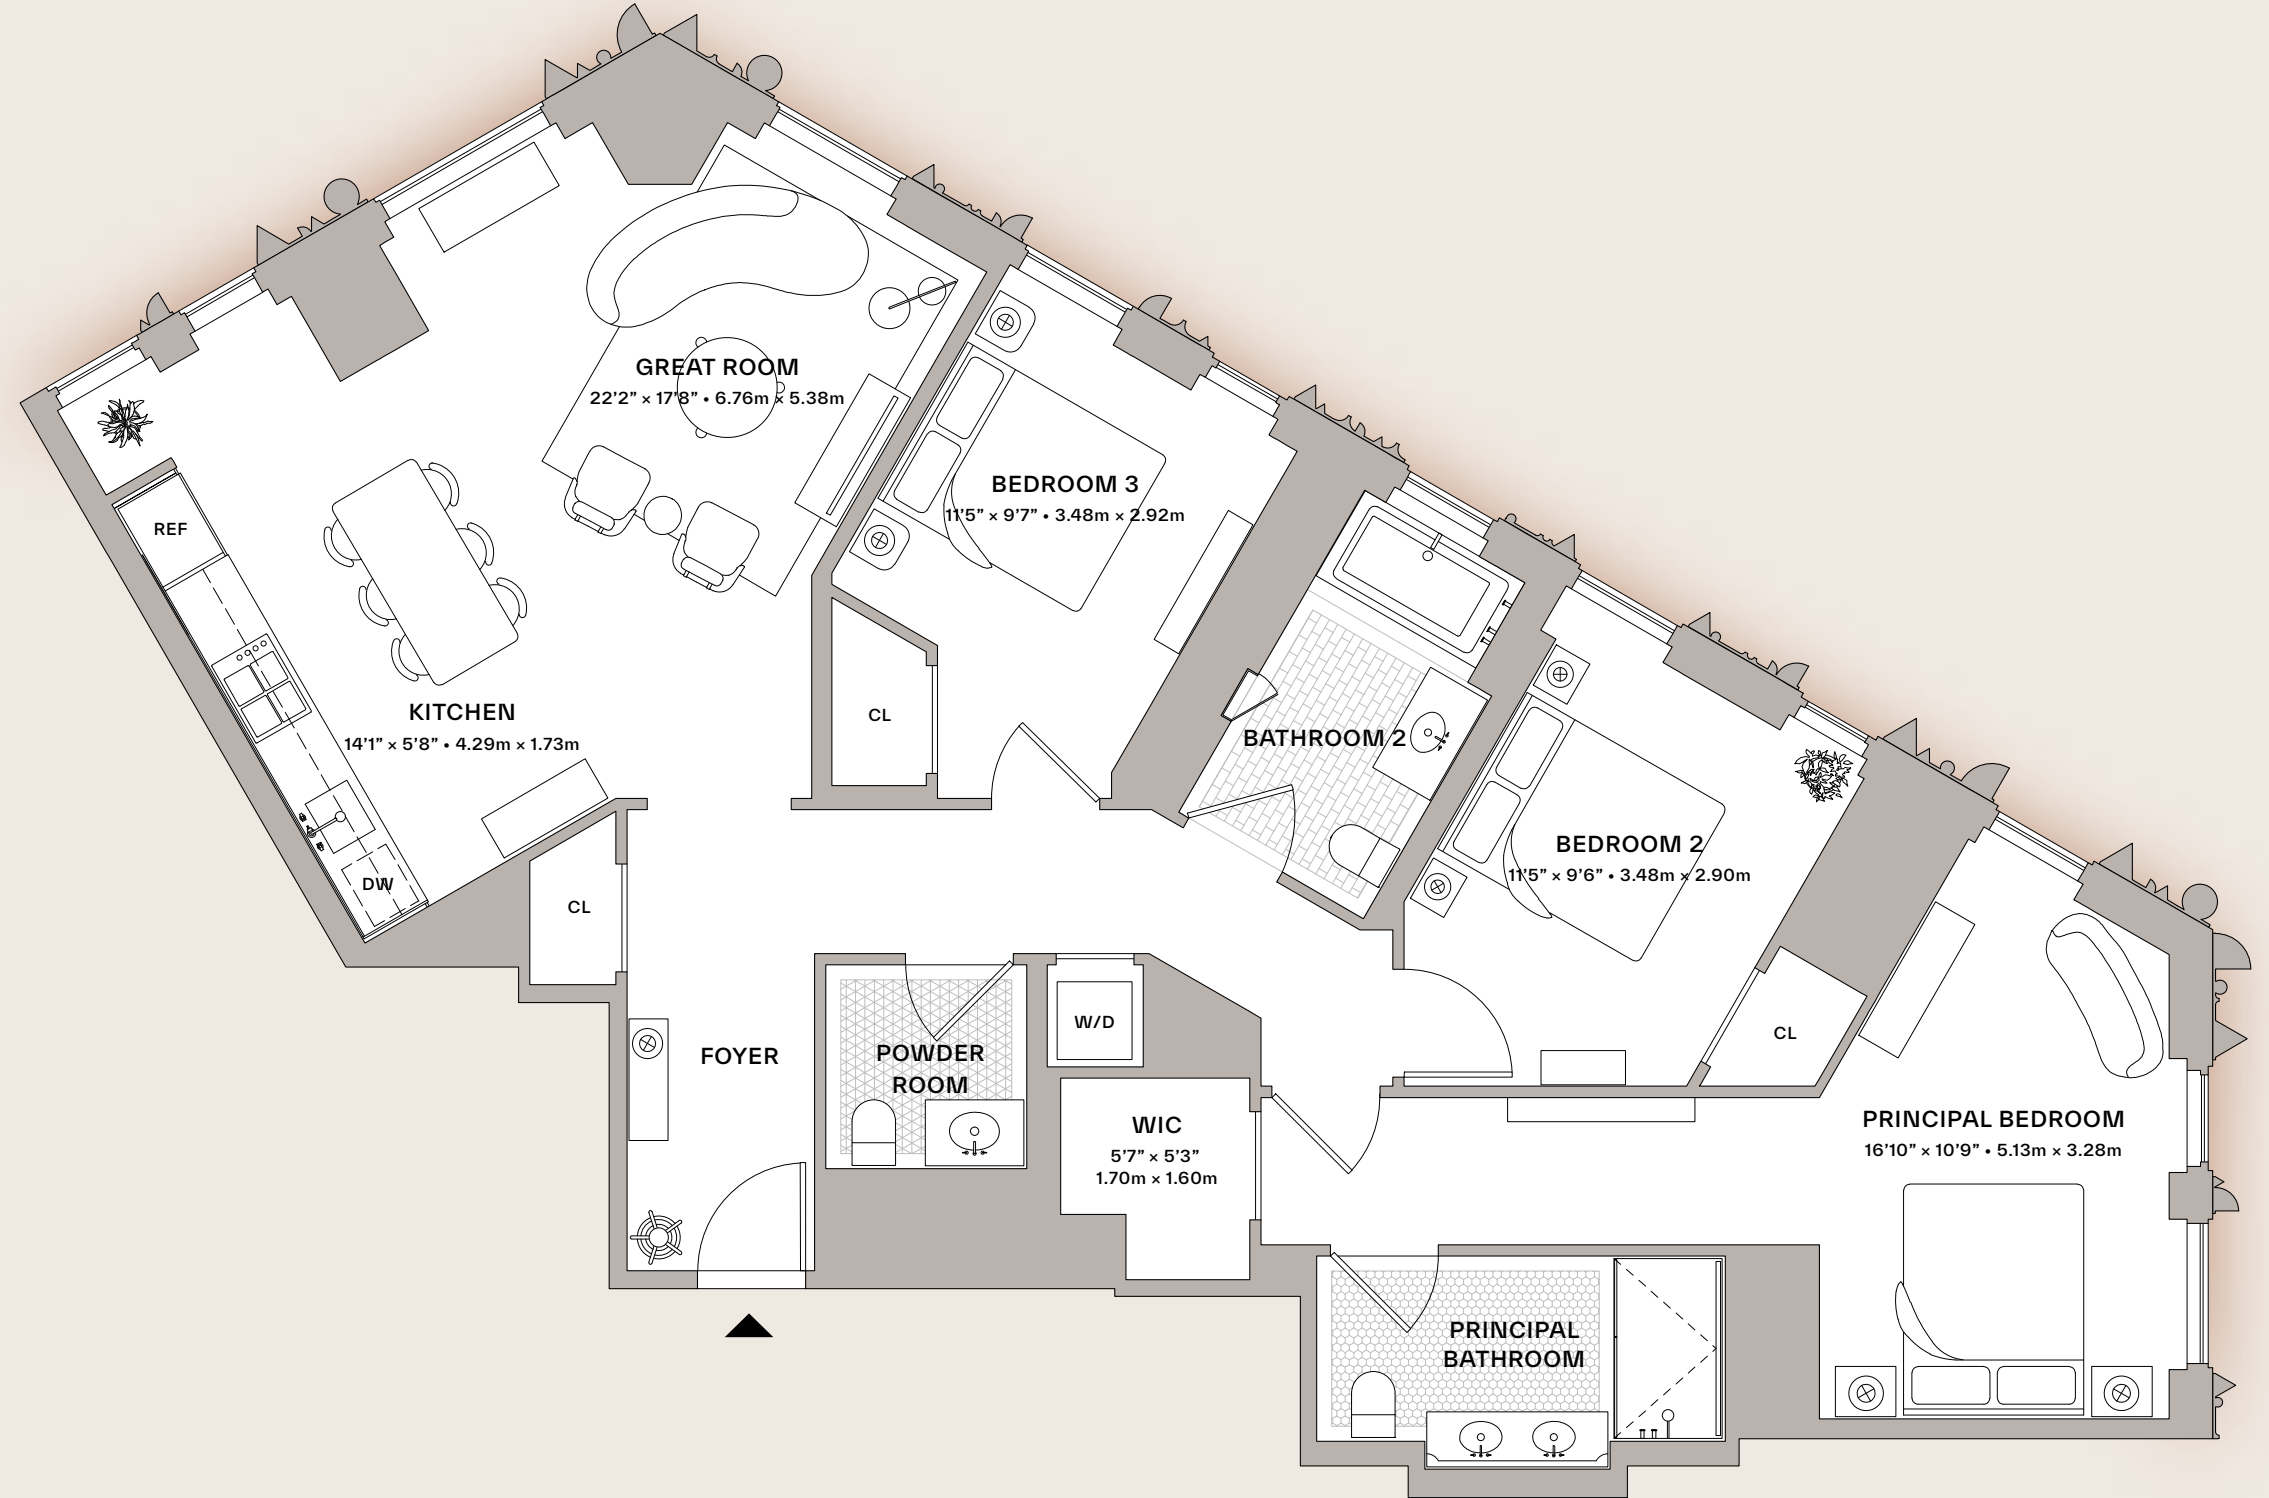 GREAT ROOM
22’2” × 17’8” • 6.76m × 5.38m
BEDROOM 3
11’5” × 9’7” • 3.48m × 2.92m
REF
KITCHEN
14’1” × 5’8” • 4.29m × 1.73m
CL
BATHROOM 2
BEDROOM 2
11’5” × 9’6” • 3.48m × 2.90m
DW
CL
FOYER
POWDER
ROOM
W/D
CL
WIC
5’7” × 5’3”
1.70m × 1.60m
PRINCIPAL BEDROOM
16’10” × 10’9” • 5.13m × 3.28m
PRINCIPAL
BATHROOM